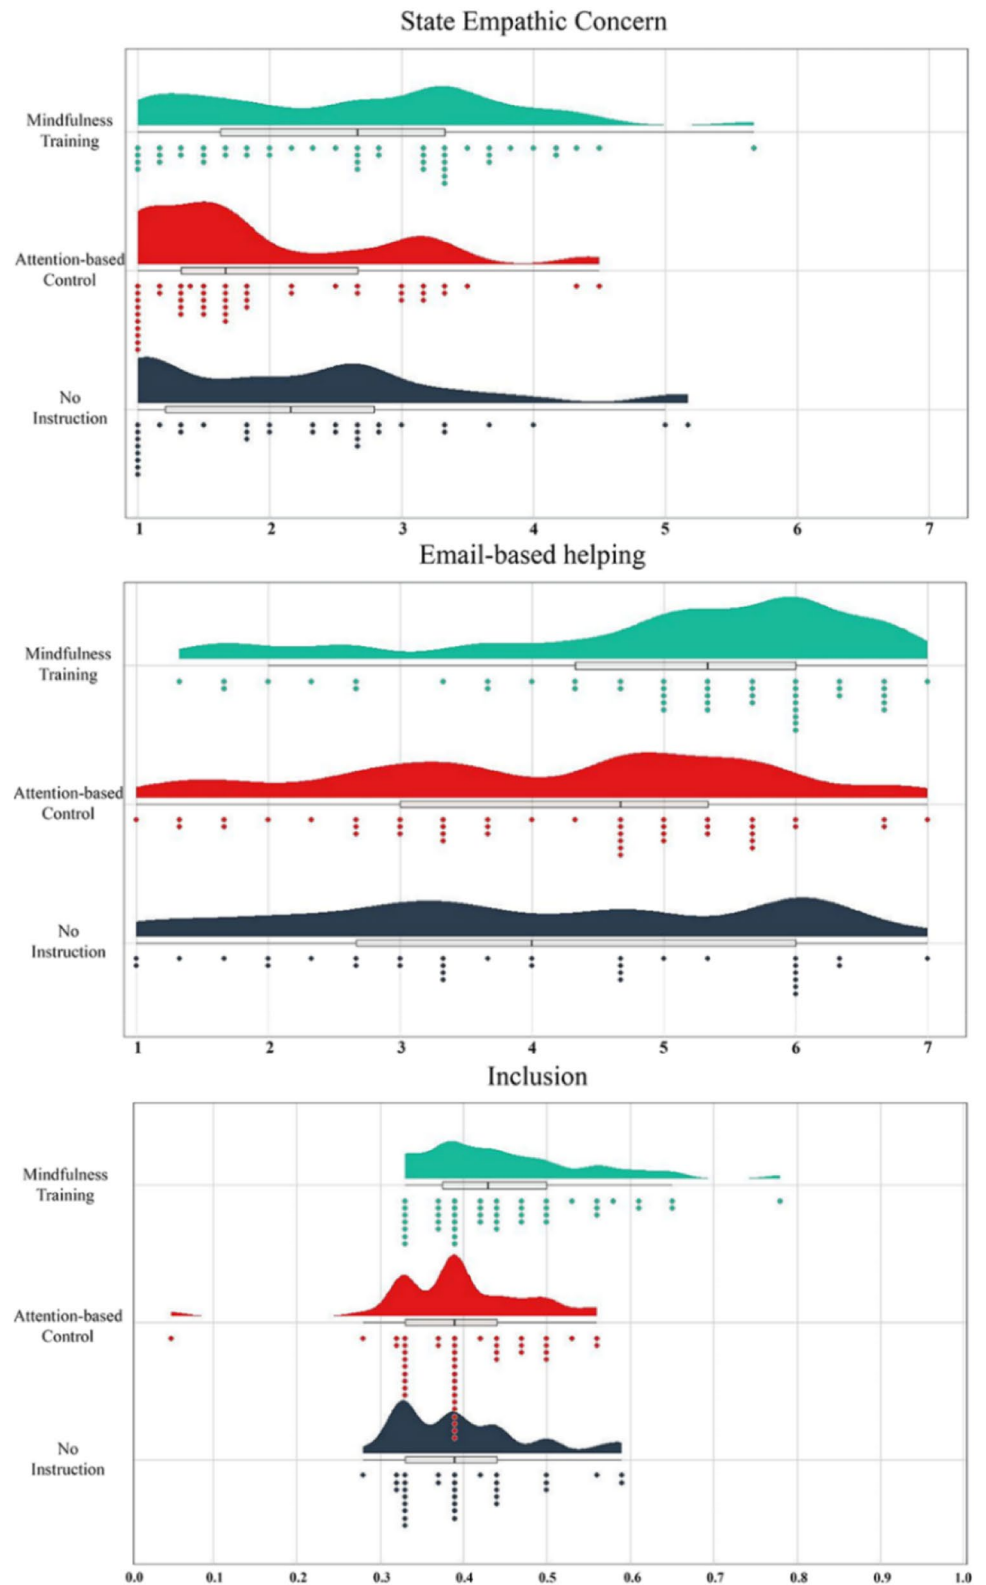 State Empathic Concern
Mindfulness
Training
Attention-based
Control
No
Instruction
1 2 3 4 5 6 7
Email-based helping
Mindfulness
Training
Attention-based
Control
No
Instruction
1 2 3 4 5 6 7
Inclusion
Mindfulness
Training
Attention-based
Control
No
Instruction
0.0 0.1 0.2 0.3 0.4 0.5 0.6 0.7 0.8 0.9 1.0